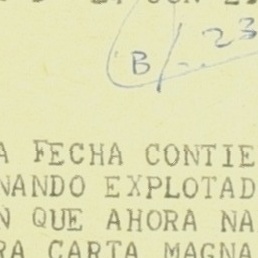 23
B
A FECHA CONTIE
NANDO EXPLOTAD
N QUE AHORA NA
RA CARTA MAGNA